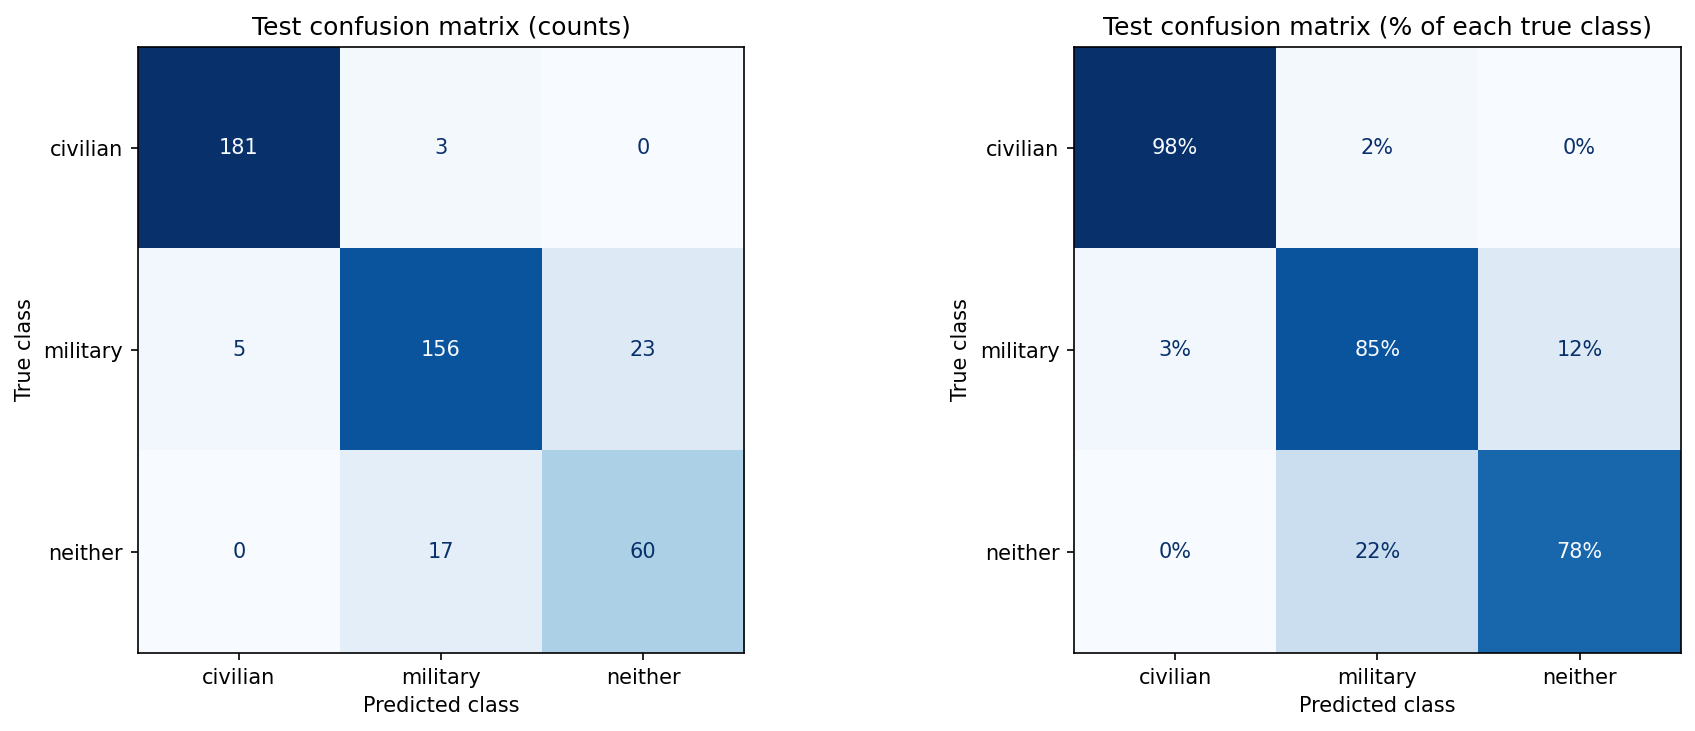 Test confusion matrix (counts)
True class
civilian
181
3
0
military
5
156
23
neither
0
17
60
civilian
military
neither
Predicted class
Test confusion matrix (% of each true class)
True class
civilian
98%
2%
0%
military
3%
85%
12%
neither
0%
22%
78%
civilian
military
neither
Predicted class